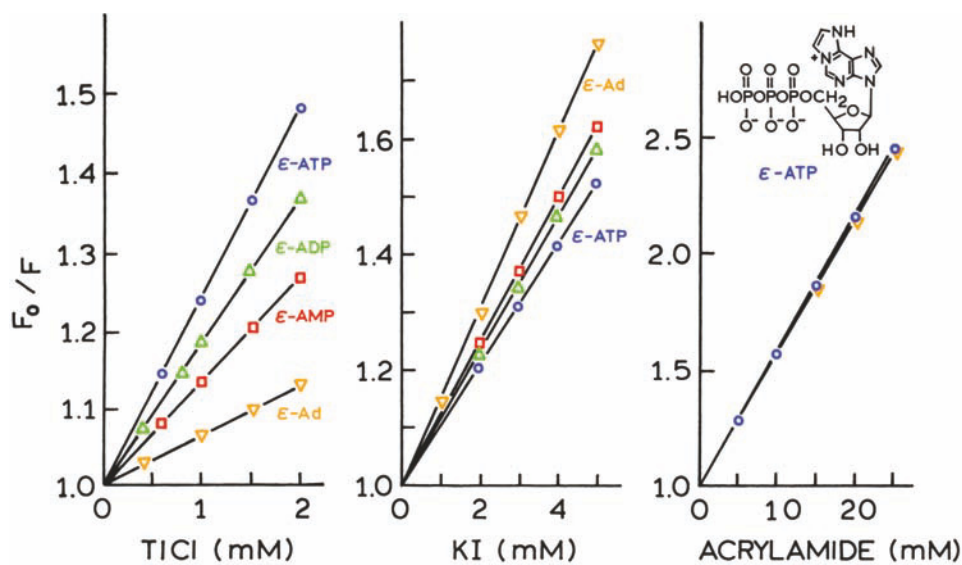 F₀/F
1.5
1.4
1.3
1.2
1.1
1.0
ε-ATP
ε-ADP
ε-AMP
ε-Ad
0 1 2
TlCl (mM)
1.6
1.4
1.2
1.0
ε-Ad
ε-ATP
0 2 4
KI (mM)
2.5
2.0
1.5
1.0
N NH
N
+N N N
O O O
HOPOPOPOCH₂
O⁻ O⁻ O⁻
O
HO OH
ε-ATP
0 10 20
ACRYLAMIDE (mM)